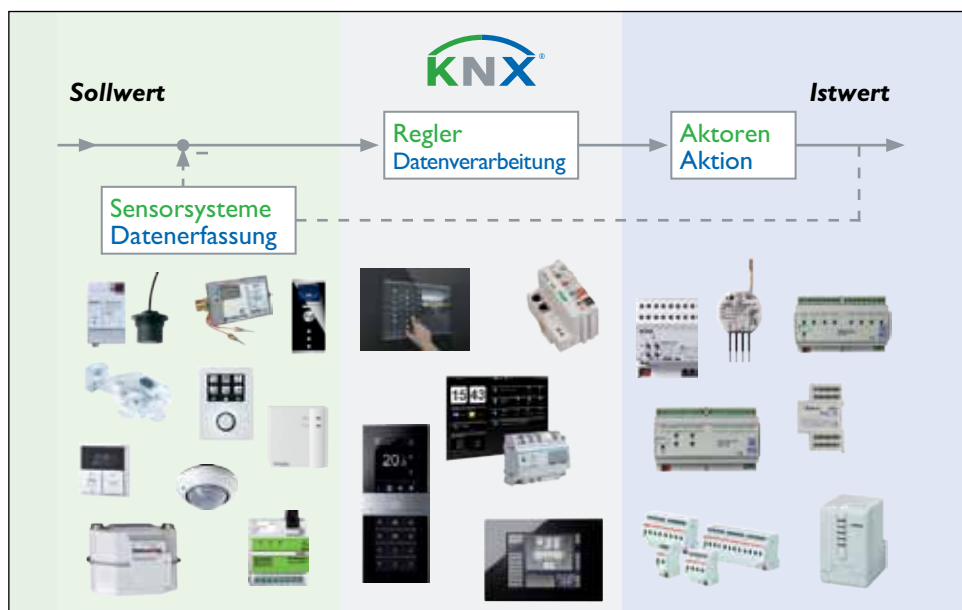 KNX®
Sollwert
Istwert
Regler
Datenverarbeitung
Aktoren
Aktion
–
Sensorsysteme
Datenerfassung
15 43
20